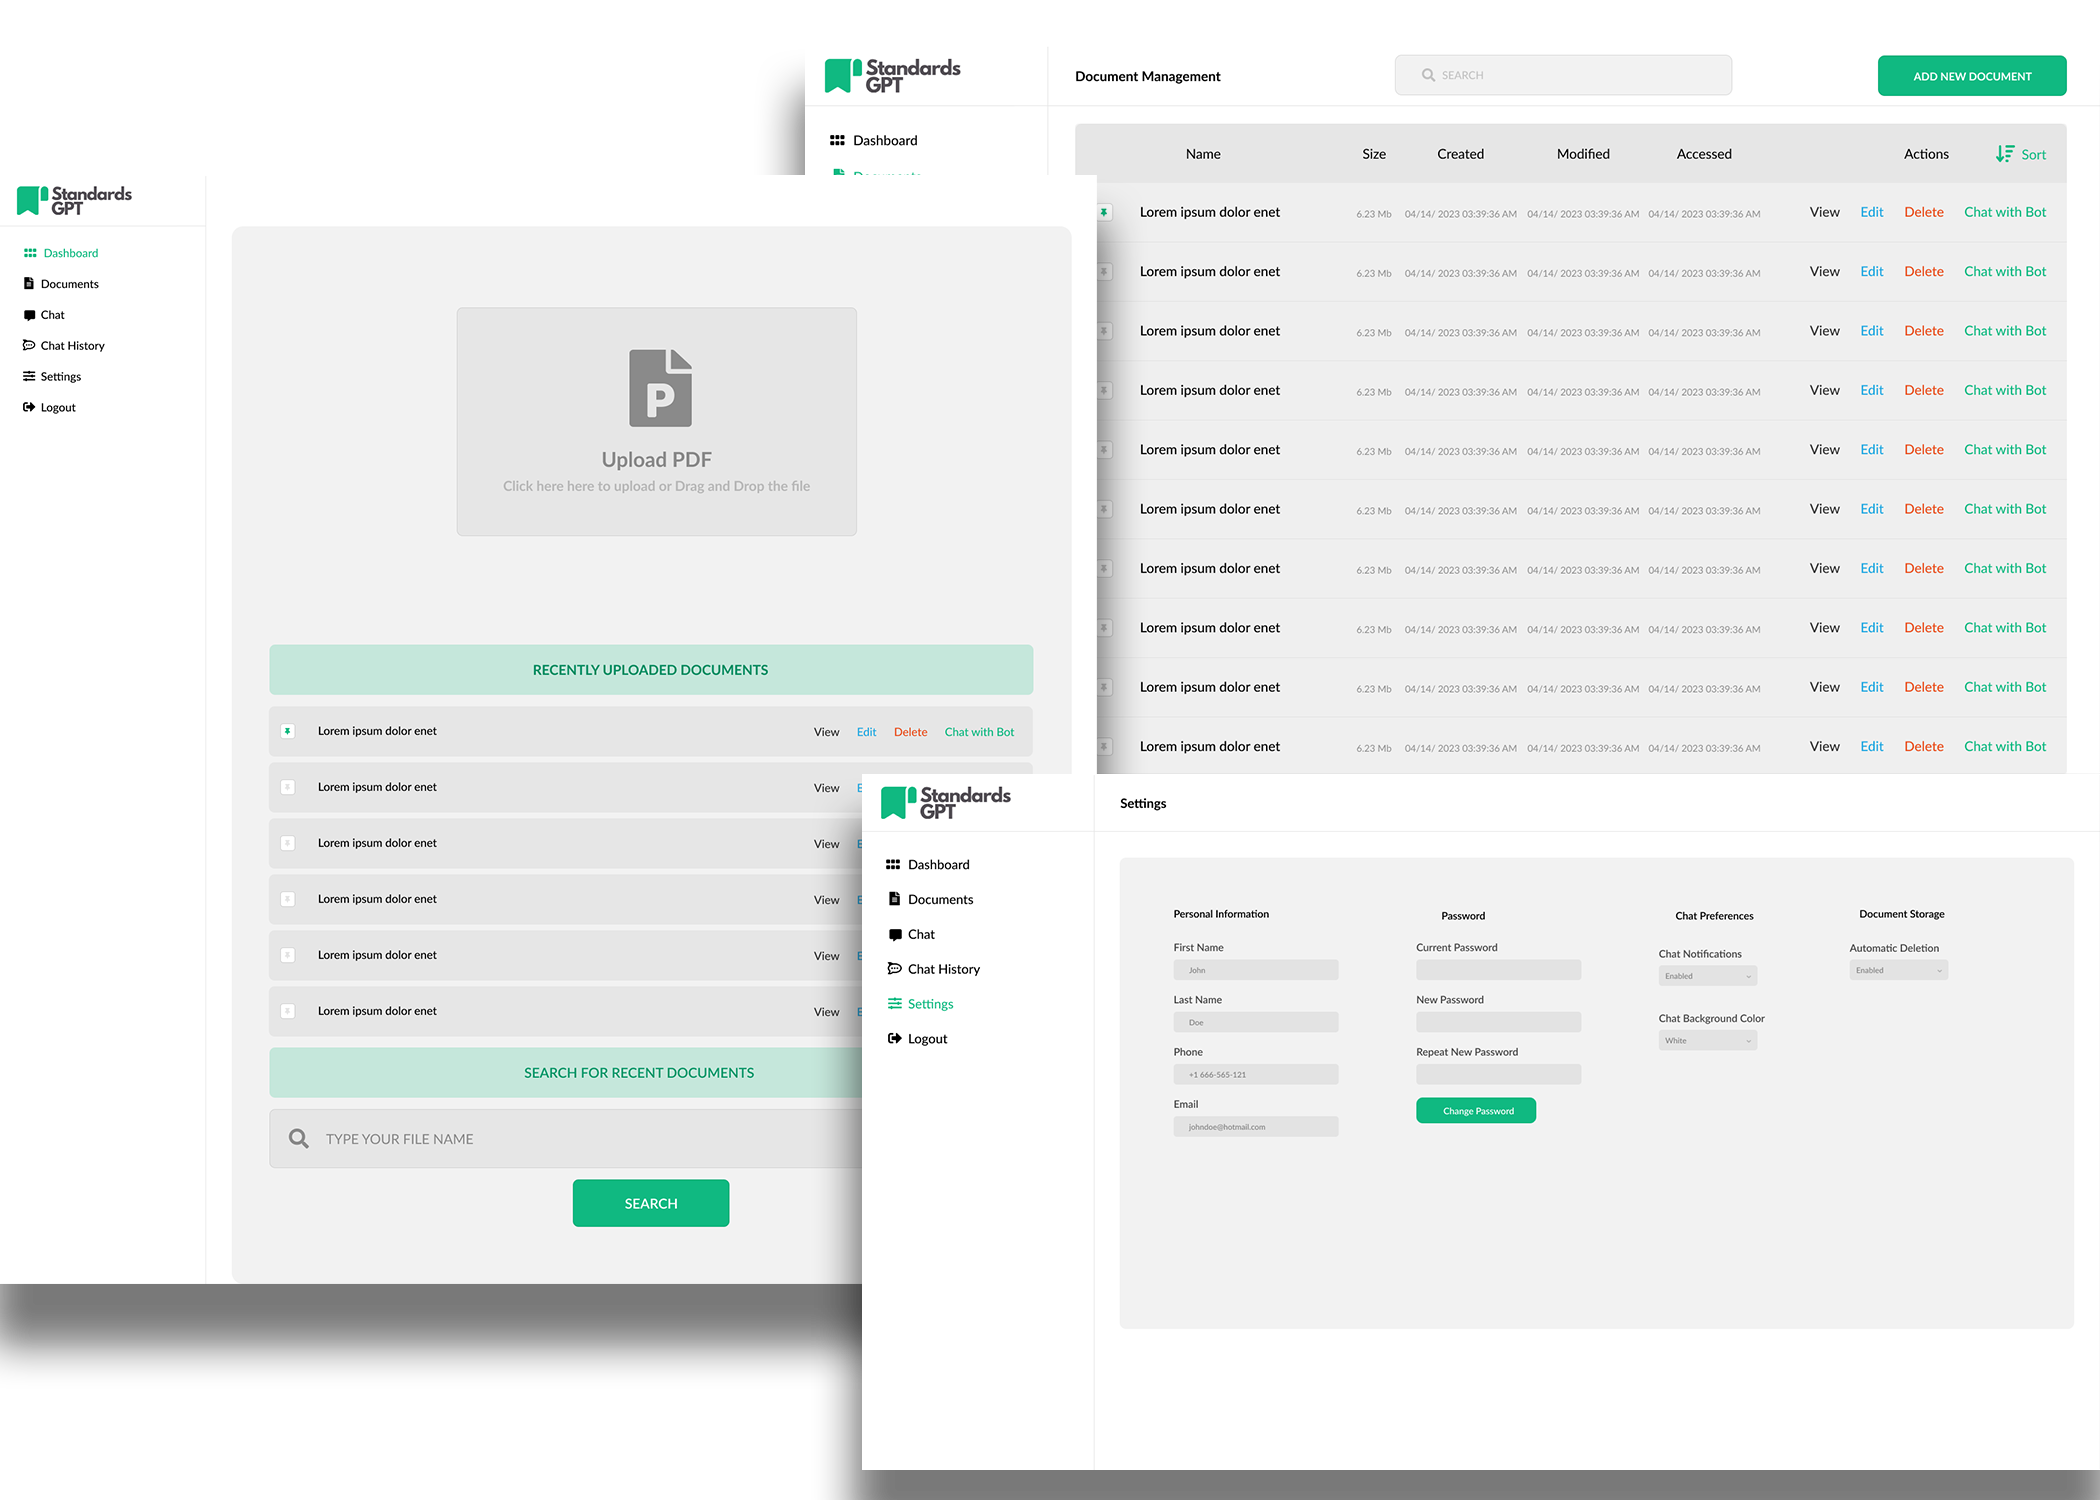 Standards
GPT
Document Management
SEARCH
ADD NEW DOCUMENT
Dashboard
Documents
Name Size Created Modified Accessed Actions Sort
Lorem ipsum dolor enet 6.23 Mb 04/14/ 2023 03:39:36 AM 04/14/ 2023 03:39:36 AM 04/14/ 2023 03:39:36 AM View Edit Delete Chat with Bot
Lorem ipsum dolor enet 6.23 Mb 04/14/ 2023 03:39:36 AM 04/14/ 2023 03:39:36 AM 04/14/ 2023 03:39:36 AM View Edit Delete Chat with Bot
Lorem ipsum dolor enet 6.23 Mb 04/14/ 2023 03:39:36 AM 04/14/ 2023 03:39:36 AM 04/14/ 2023 03:39:36 AM View Edit Delete Chat with Bot
Lorem ipsum dolor enet 6.23 Mb 04/14/ 2023 03:39:36 AM 04/14/ 2023 03:39:36 AM 04/14/ 2023 03:39:36 AM View Edit Delete Chat with Bot
Lorem ipsum dolor enet 6.23 Mb 04/14/ 2023 03:39:36 AM 04/14/ 2023 03:39:36 AM 04/14/ 2023 03:39:36 AM View Edit Delete Chat with Bot
Lorem ipsum dolor enet 6.23 Mb 04/14/ 2023 03:39:36 AM 04/14/ 2023 03:39:36 AM 04/14/ 2023 03:39:36 AM View Edit Delete Chat with Bot
Lorem ipsum dolor enet 6.23 Mb 04/14/ 2023 03:39:36 AM 04/14/ 2023 03:39:36 AM 04/14/ 2023 03:39:36 AM View Edit Delete Chat with Bot
Lorem ipsum dolor enet 6.23 Mb 04/14/ 2023 03:39:36 AM 04/14/ 2023 03:39:36 AM 04/14/ 2023 03:39:36 AM View Edit Delete Chat with Bot
Lorem ipsum dolor enet 6.23 Mb 04/14/ 2023 03:39:36 AM 04/14/ 2023 03:39:36 AM 04/14/ 2023 03:39:36 AM View Edit Delete Chat with Bot
Lorem ipsum dolor enet 6.23 Mb 04/14/ 2023 03:39:36 AM 04/14/ 2023 03:39:36 AM 04/14/ 2023 03:39:36 AM View Edit Delete Chat with Bot
Standards
GPT
Dashboard
Documents
Chat
Chat History
Settings
Logout
P
Upload PDF
Click here here to upload or Drag and Drop the file
RECENTLY UPLOADED DOCUMENTS
Lorem ipsum dolor enet View Edit Delete Chat with Bot
Lorem ipsum dolor enet View
Lorem ipsum dolor enet View
Lorem ipsum dolor enet View
Lorem ipsum dolor enet View
Lorem ipsum dolor enet View
SEARCH FOR RECENT DOCUMENTS
TYPE YOUR FILE NAME
SEARCH
Standards
GPT
Settings
Dashboard
Documents
Chat
Chat History
Settings
Logout
Personal Information
First Name
John
Last Name
Doe
Phone
+1 666-565-121
Email
johndoe@hotmail.com
Password
Current Password
New Password
Repeat New Password
Change Password
Chat Preferences
Chat Notifications
Enabled
Chat Background Color
White
Document Storage
Automatic Deletion
Enabled